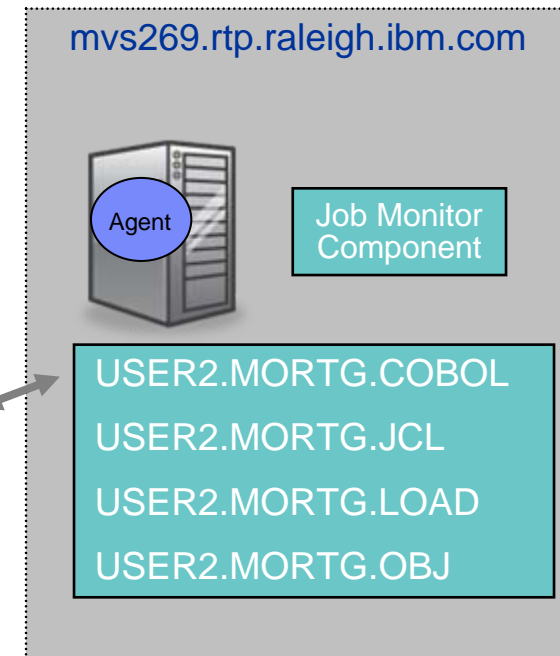 mvs269.rtp.raleigh.ibm.com
Agent
Job Monitor
Component
USER2.MORTG.COBOL
USER2.MORTG.JCL
USER2.MORTG.LOAD
USER2.MORTG.OBJ